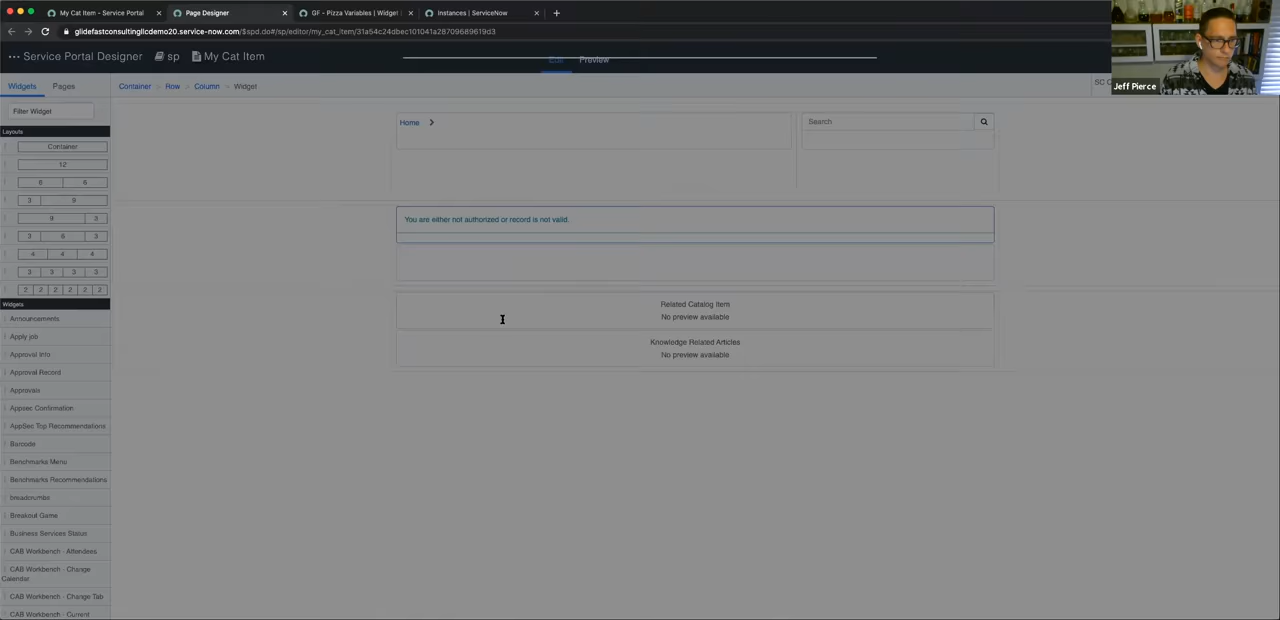 My Cat Item - Service Portal
Page Designer
GF - Pizza Variables | Widget
Instances | ServiceNow
glidefastconsultinglicdemo20.service-now.com/$spd.do#/sp/editor/my_cat_item/31a54c24dbec101041a28709689619d3
Service Portal Designer
sp
My Cat Item
Edit
Preview
Jeff Pierce
Widgets
Pages
Container > Row > Column > Widget
SC C
Filter Widget
Layouts
Container
12
6 6
3 9
9 3
3 6 3
4 4 4
3 3 3 3
2 2 2 2 2 2
Home
Search
You are either not authorized or record is not valid.
Related Catalog Item
No preview available
Knowledge Related Articles
No preview available
Widgets
Announcements
Apply job
Approval Info
Approval Record
Approvals
Appsec Confirmation
AppSec Top Recommendations
Barcode
Benchmarks Menu
Benchmarks Recommendations
breadcrumbs
Breakout Game
Business Services Status
CAB Workbench - Attendees
CAB Workbench - Change
Calendar
CAB Workbench - Change Tab
CAB Workbench - Current